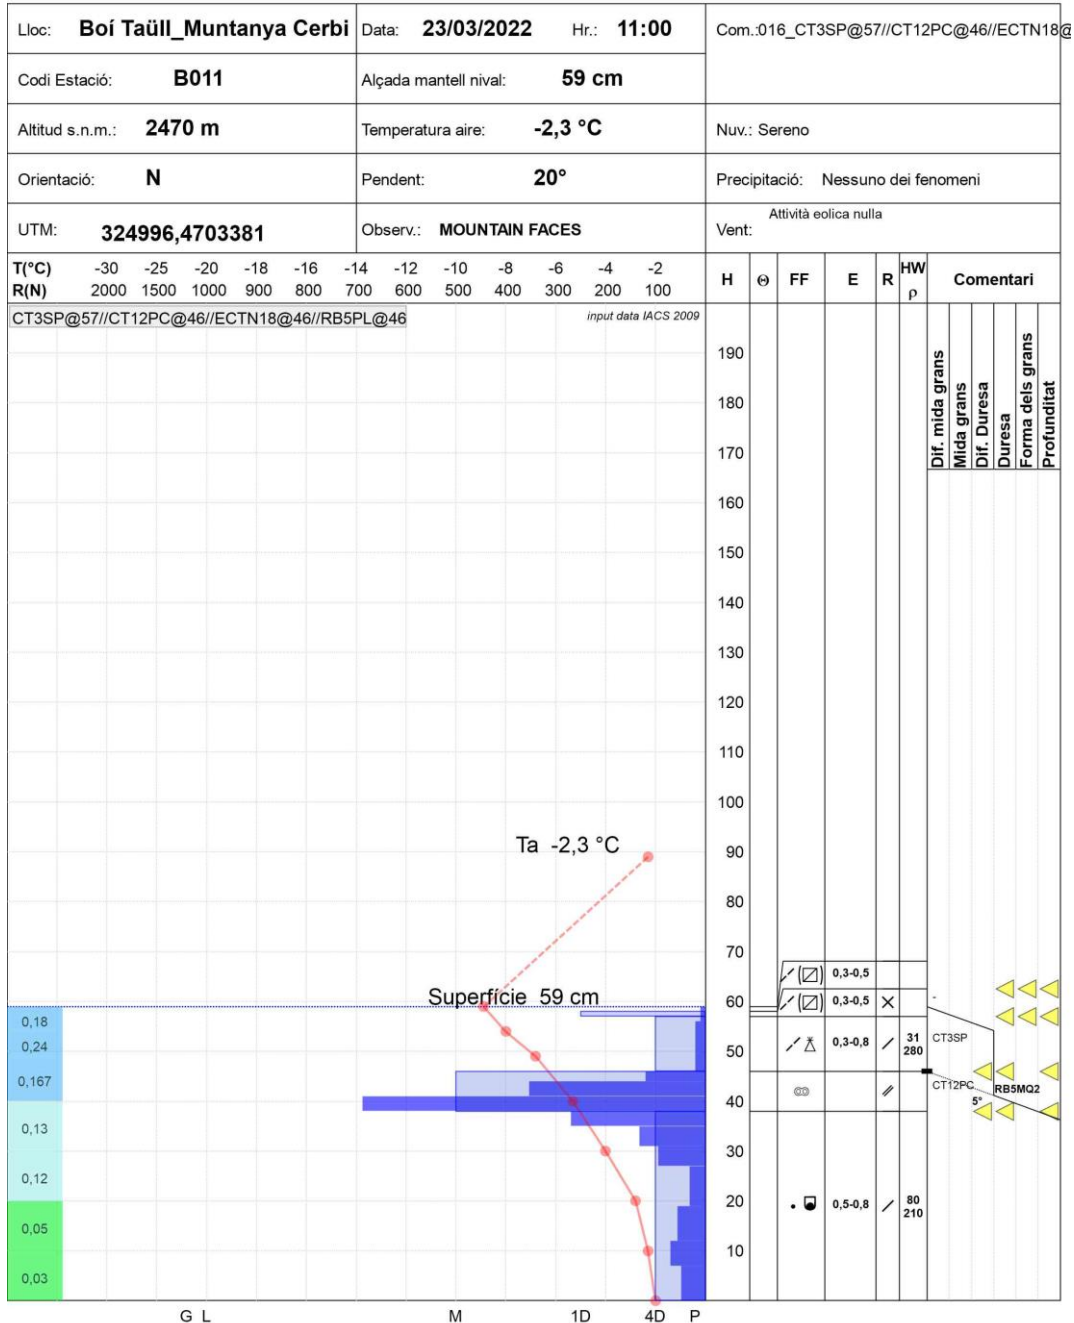 Lloc: Boí Taüll_Muntanya Cerbi Data: 23/03/2022 Hr.: 11:00 Com.:016_CT3SP@57//CT12PC@46//ECTN18@
Codi Estació: B011 Alçada mantell nival: 59 cm
Altitud s.n.m.: 2470 m Temperatura aire: -2,3 °C Nuv.: Sereno
Orientació: N Pendent: 20° Precipitació: Nessuno dei fenomeni
UTM: 324996,4703381 Observ.: MOUNTAIN FACES Vent: Attività eolica nulla
T(°C) -30 -25 -20 -18 -16 -14 -12 -10 -8 -6 -4 -2
R(N) 2000 1500 1000 900 800 700 600 500 400 300 200 100
H Θ FF E R HW ρ Comentari
CT3SP@57//CT12PC@46//ECTN18@46//RB5PL@46 input data IACS 2009
Dif. mida grans
Mida grans
Dif. Duresa
Duresa
Forma dels grans
Profunditat
190
180
170
160
150
140
130
120
110
100
Ta -2,3 °C 90
80
70
0,3-0,5
Superfície 59 cm 60 0,3-0,5 -
0,18
0,24 50 0,3-0,8 31 280 CT3SP
0,167 CT12PC RB5MQ2
40 5°
0,13
30
0,12
20 0,5-0,8 80 210
0,05
10
0,03
G L M 1D 4D P